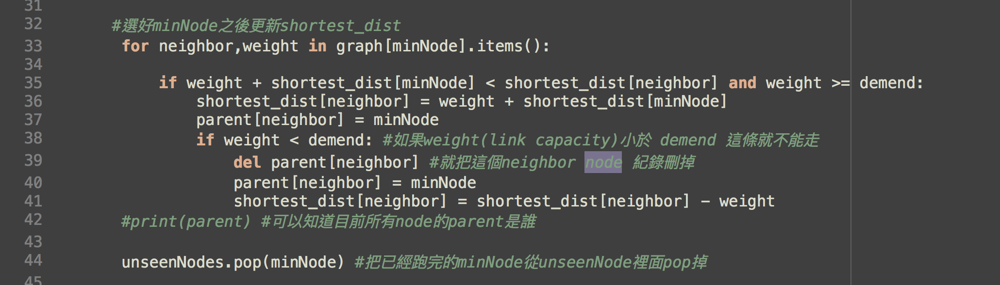 31
32 #選好minNode之後更新shortest_dist
33 for neighbor,weight in graph[minNode].items():
34
35 if weight + shortest_dist[minNode] < shortest_dist[neighbor] and weight >= demend:
36 shortest_dist[neighbor] = weight + shortest_dist[minNode]
37 parent[neighbor] = minNode
38 if weight < demend: #如果weight(link capacity)小於 demend 這條就不能走
39 del parent[neighbor] #就把這個neighbor node 紀錄刪掉
40 parent[neighbor] = minNode
41 shortest_dist[neighbor] = shortest_dist[neighbor] - weight
42 #print(parent) #可以知道目前所有node的parent是誰
43
44 unseenNodes.pop(minNode) #把已經跑完的minNode從unseenNode裡面pop掉
45